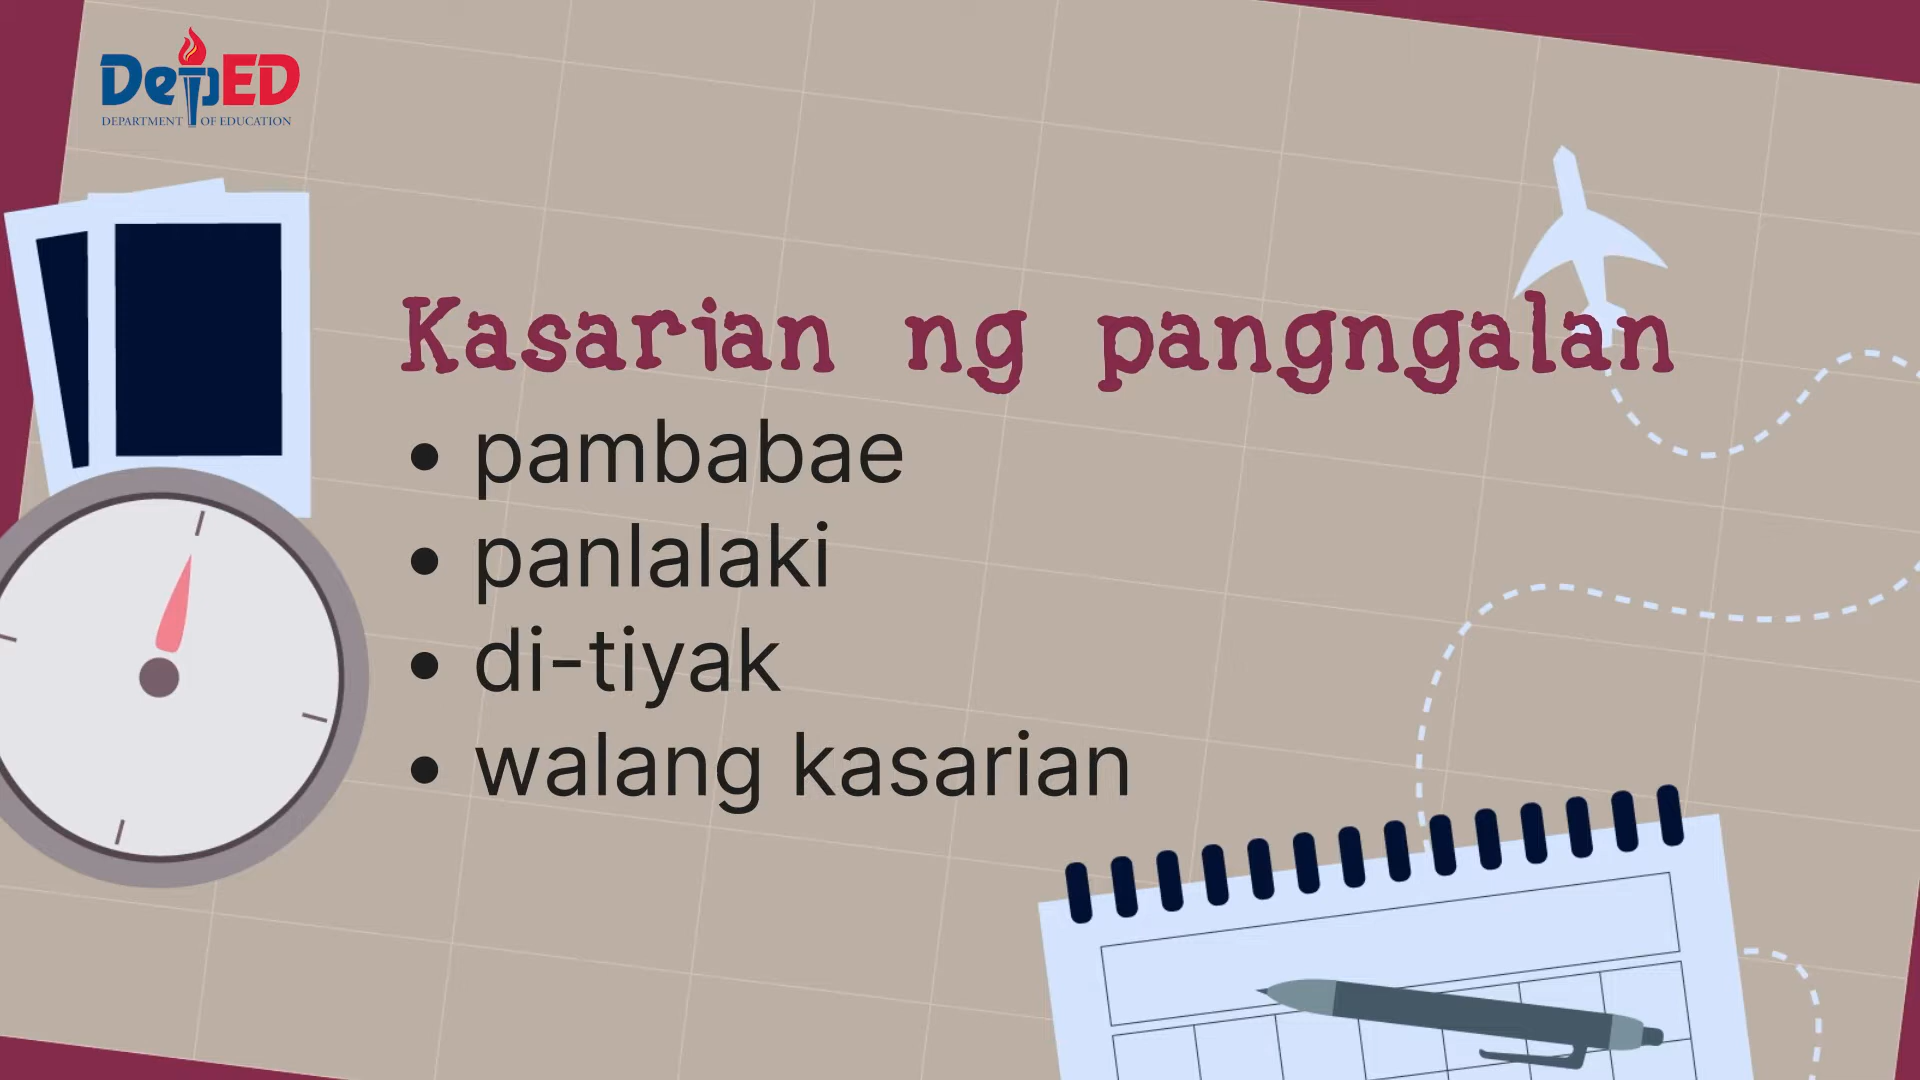 DepED
DEPARTMENT OF EDUCATION
Kasarian ng pangngalan
• pambabae
• panlalaki
• di-tiyak
• walang kasarian